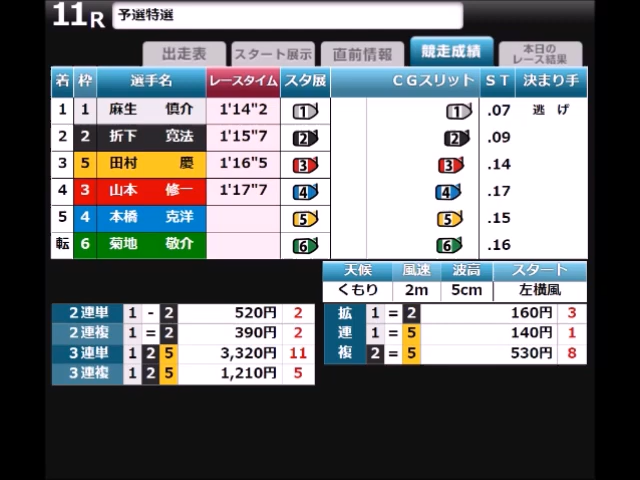 11R 予選特選
出走表 スタート展示 直前情報 競走成績 本日の
レース結果
着 枠 選手名 レースタイム スタ展 CGスリット ST 決まり手
1 1 麻生 慎介 1'14"2 1 1 .07 逃 げ
2 2 折下 寛法 1'15"7 2 2 .09
3 5 田村 慶 1'16"5 3 3 .14
4 3 山本 修一 1'17"7 4 4 .17
5 4 本橋 克洋 5 5 .15
転 6 菊地 敬介 6 6 .16
天候 風速 波高 スタート
くもり 2m 5cm 左横風
2連単 1 - 2 520円 2
2連複 1 = 2 390円 2
3連単 1 2 5 3,320円 11
3連複 1 2 5 1,210円 5
拡 1 = 2 160円 3
連 1 = 5 140円 1
複 2 = 5 530円 8